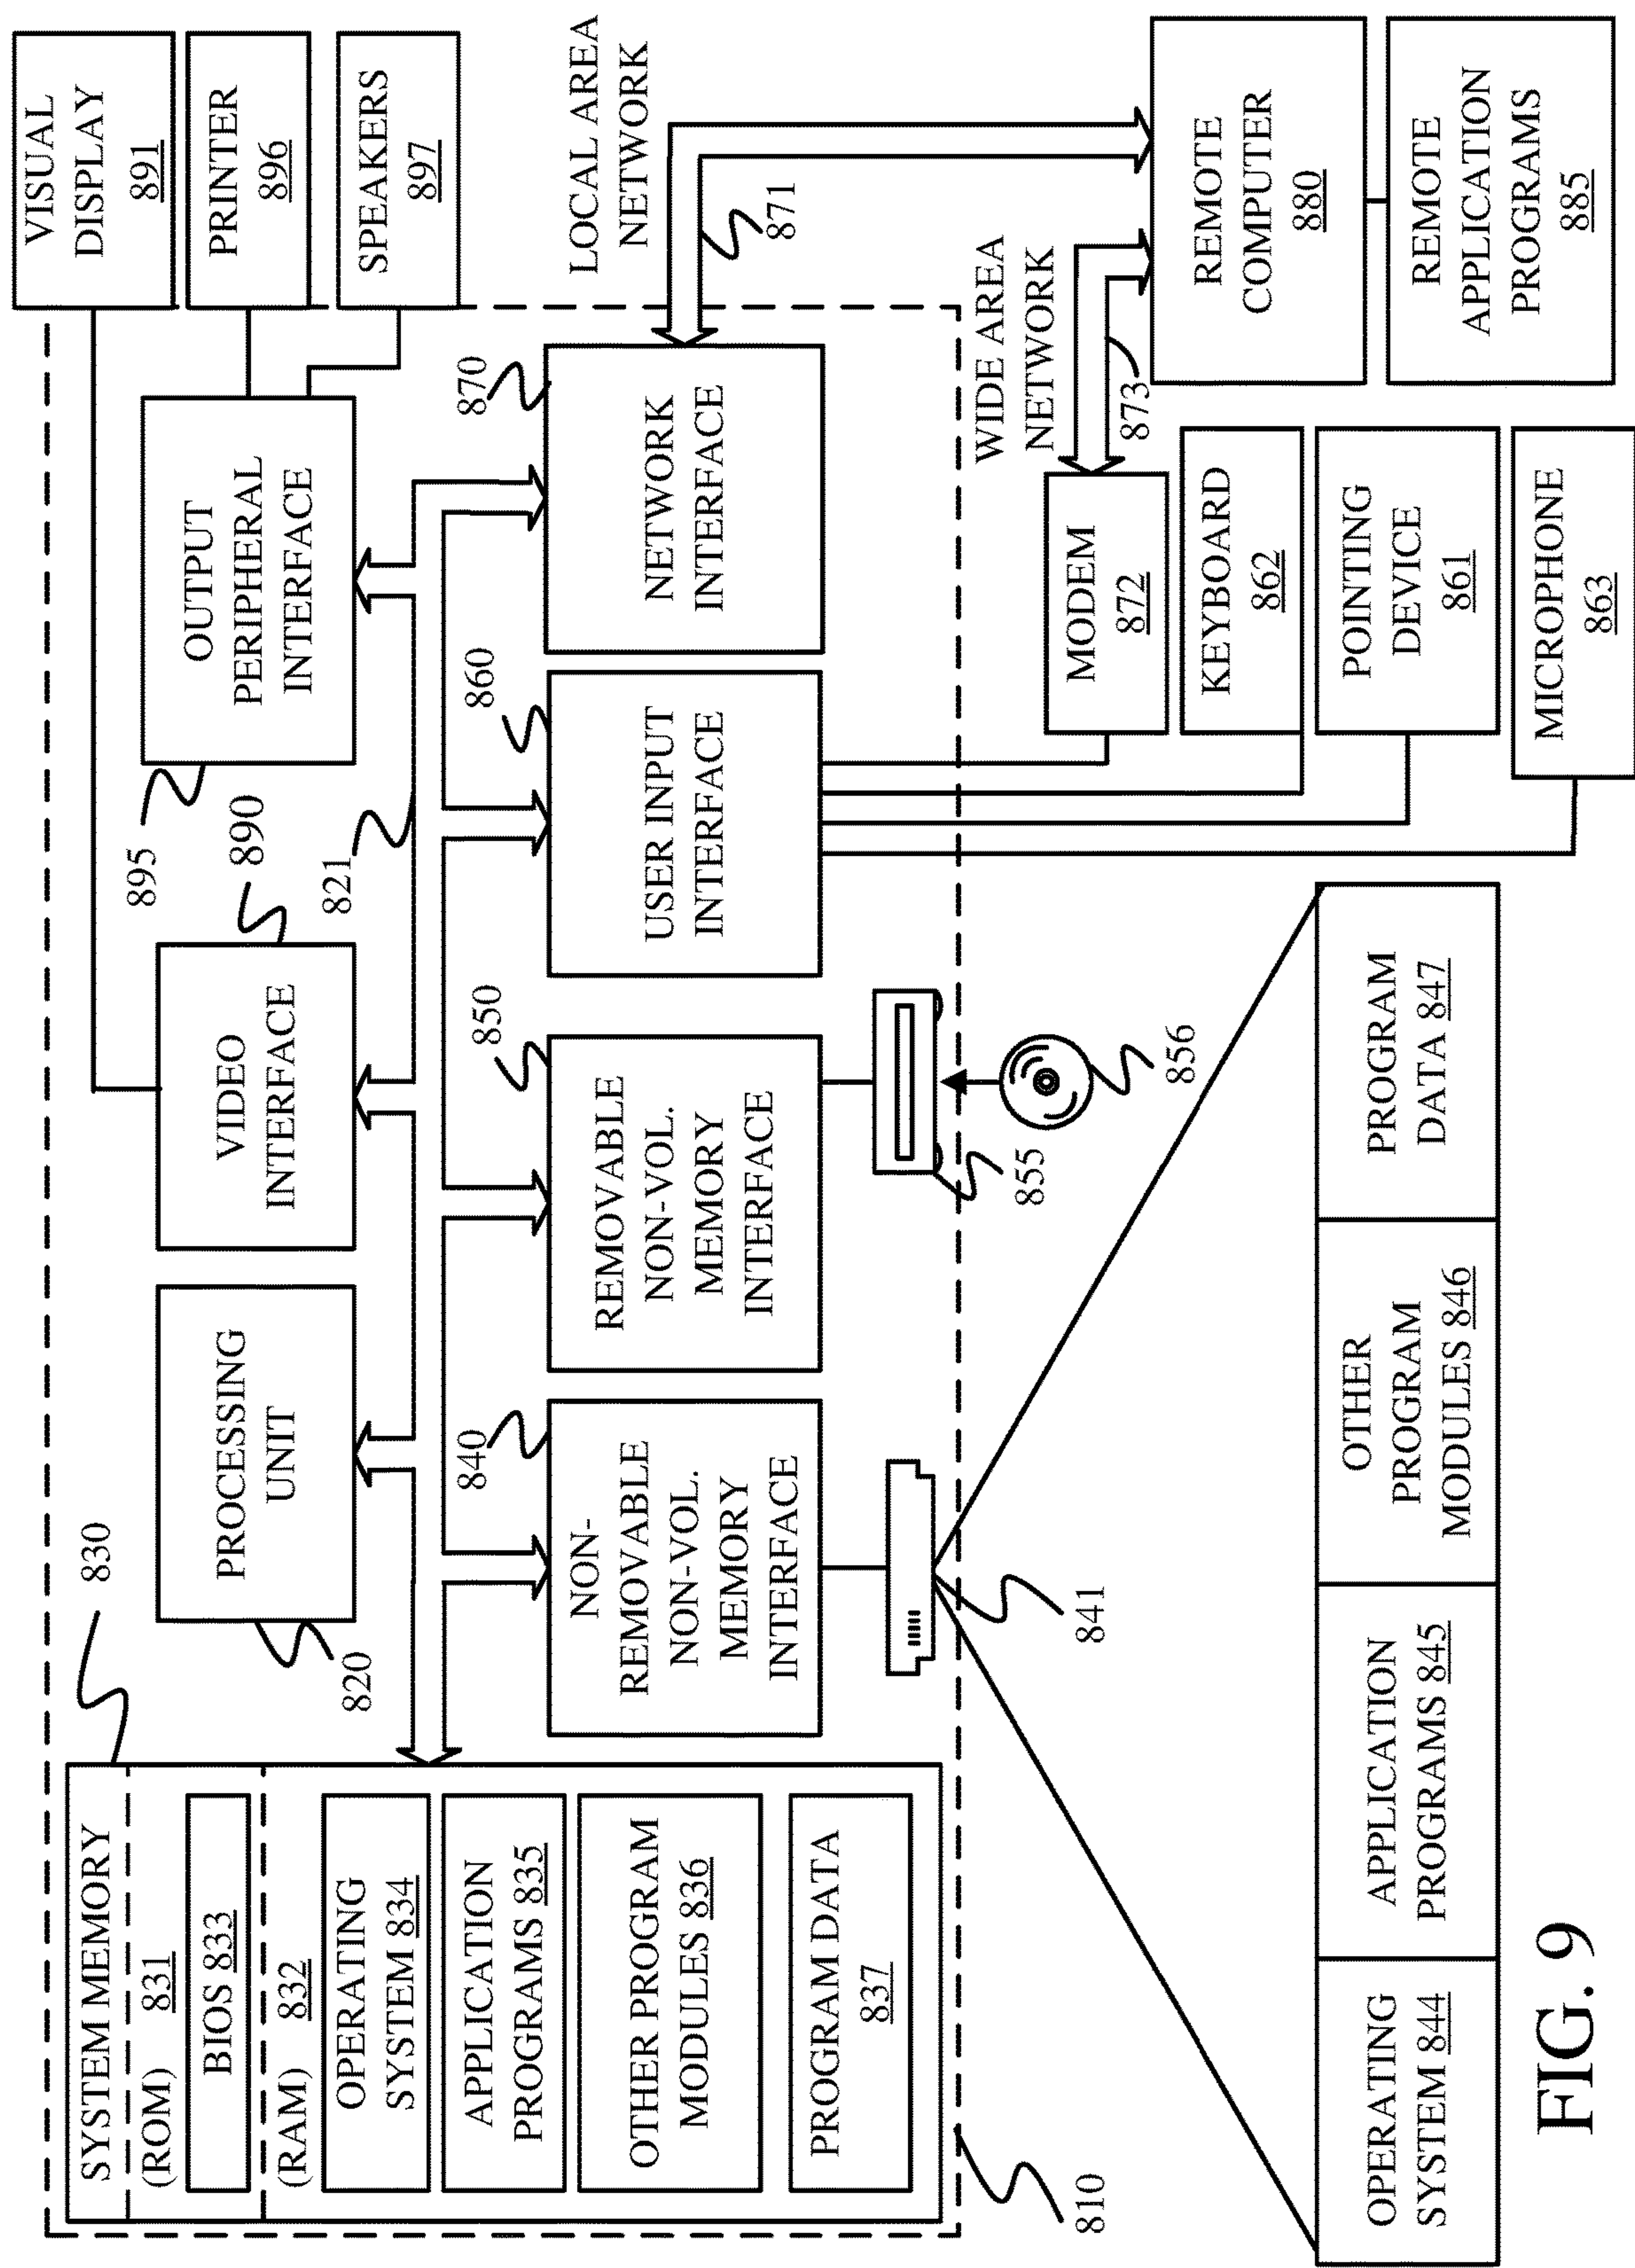 SYSTEM MEMORY
(ROM) 831
BIOS 833
(RAM) 832
OPERATING
SYSTEM 834
APPLICATION
PROGRAMS 835
OTHER PROGRAM
MODULES 836
PROGRAM DATA
837
830
810
PROCESSING
UNIT
820
VIDEO
INTERFACE
890
OUTPUT
PERIPHERAL
INTERFACE
895
821
VISUAL
DISPLAY
891
PRINTER
896
SPEAKERS
897
NON-
REMOVABLE
NON-VOL.
MEMORY
INTERFACE
840
REMOVABLE
NON-VOL.
MEMORY
INTERFACE
850
USER INPUT
INTERFACE
860
NETWORK
INTERFACE
870
LOCAL AREA
NETWORK
871
841
855
856
WIDE AREA
NETWORK
873
MODEM
872
KEYBOARD
862
POINTING
DEVICE
861
MICROPHONE
863
REMOTE
COMPUTER
880
REMOTE
APPLICATION
PROGRAMS
885
OPERATING
SYSTEM 844
APPLICATION
PROGRAMS 845
OTHER
PROGRAM
MODULES 846
PROGRAM
DATA 847
FIG. 9